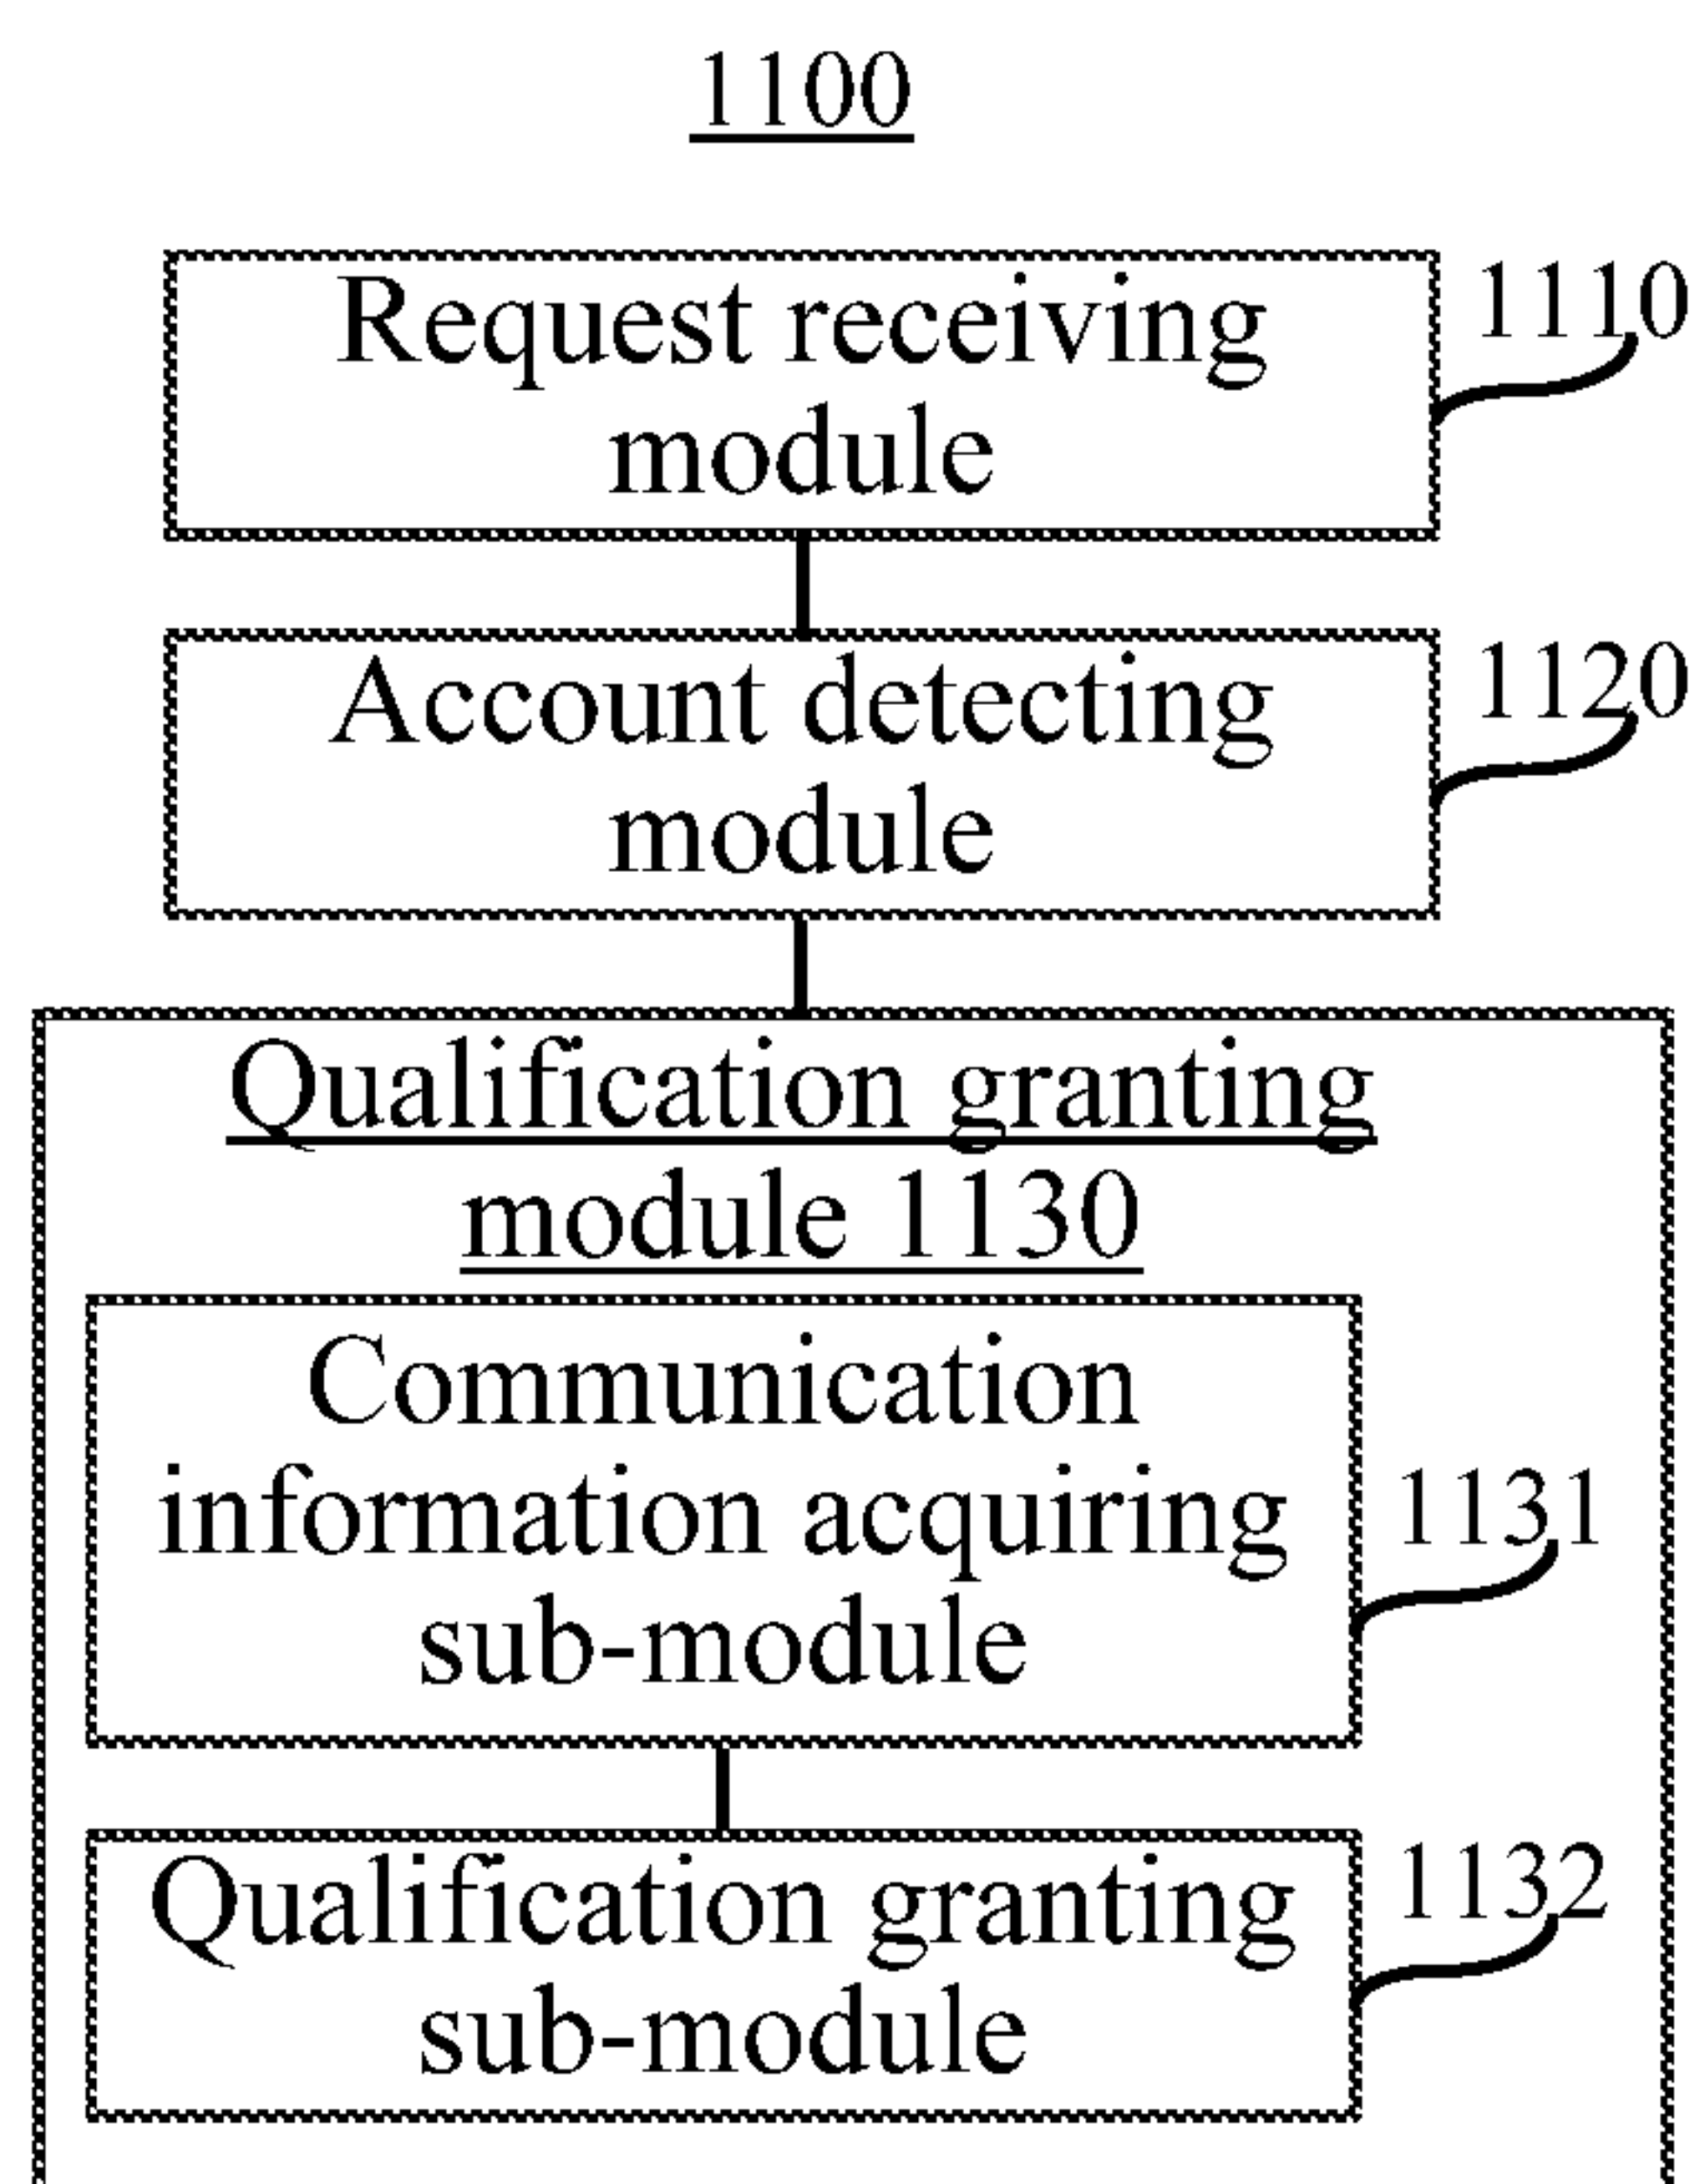 1100
Request receiving
module
1110
Account detecting
module
1120
Qualification granting
module 1130
Communication
information acquiring
sub-module
1131
Qualification granting
sub-module
1132